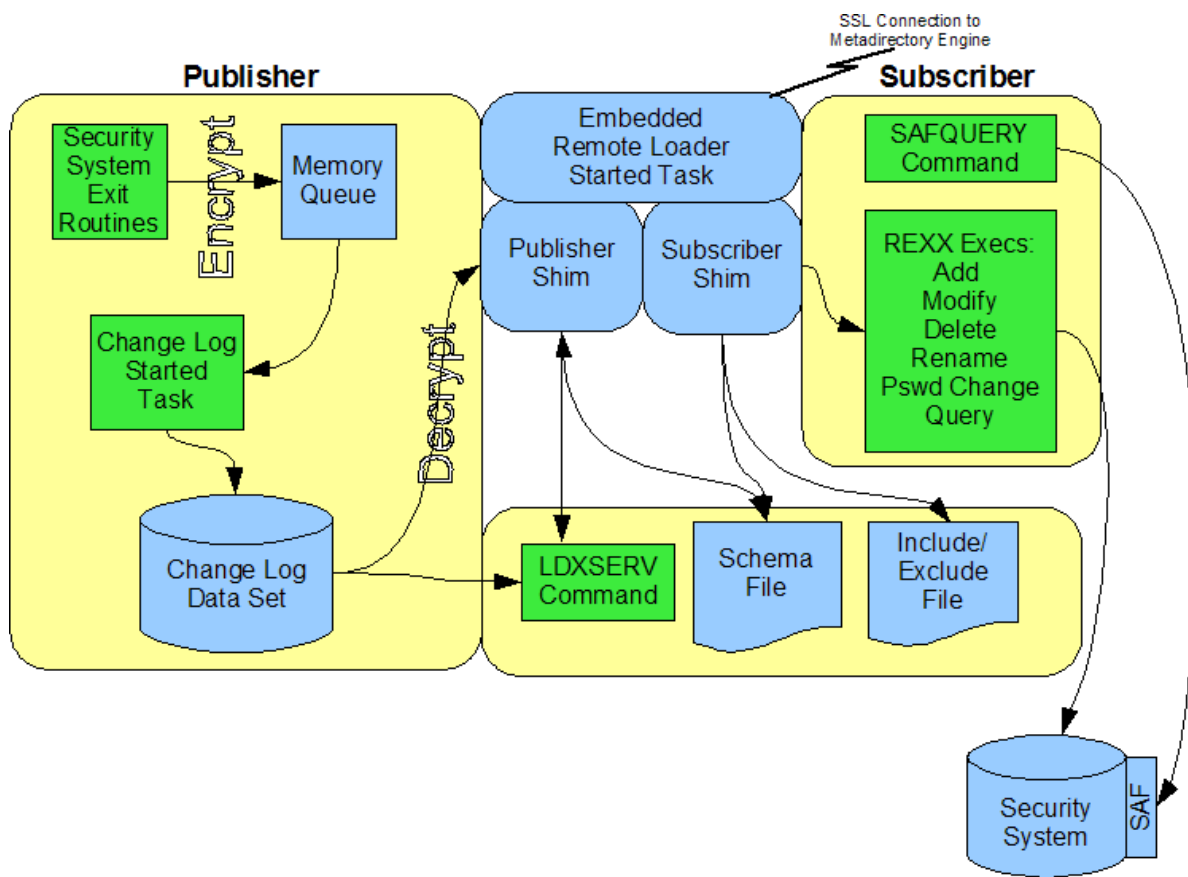 SSL Connection to
Metadirectory Engine
Publisher
Subscriber
Security
System
Exit
Routines
Encrypt
Memory
Queue
Embedded
Remote Loader
Started Task
SAFQUERY
Command
Publisher
Shim
Subscriber
Shim
REXX Execs:
Add
Modify
Delete
Rename
Pswd Change
Query
Change Log
Started
Task
Decrypt
Change Log
Data Set
LDXSERV
Command
Schema
File
Include/
Exclude
File
Security
System
SAF